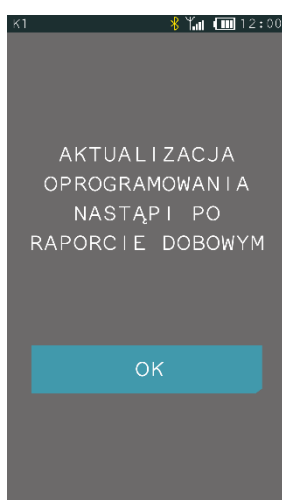 K1 12:00
AKTUALIZACJA
OPROGRAMOWANIA
NASTĄPI PO
RAPORCIE DOBOWYM
OK